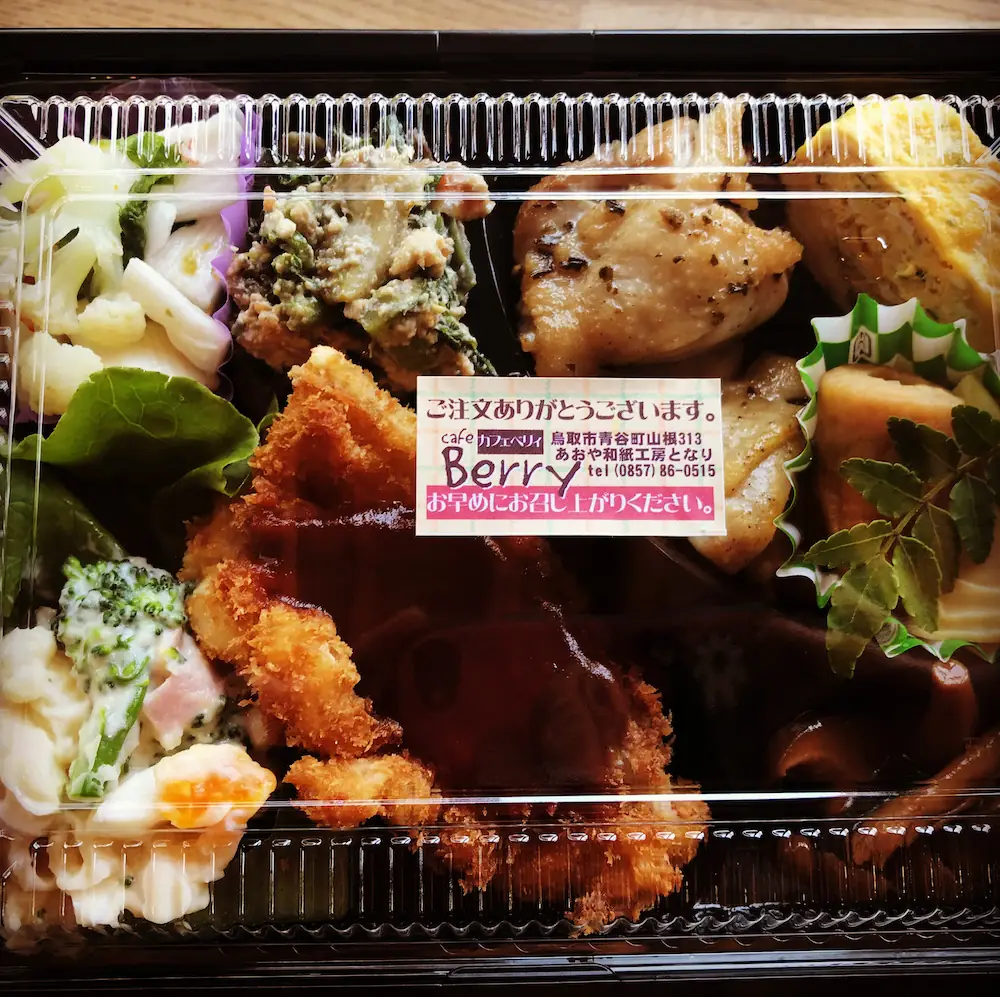 ご注文ありがとうございます。
cafe カフェベリィ 鳥取市青谷町山根313
Berry あおや和紙工房となり
tel (0857) 86-0515
お早めにお召し上がりください。